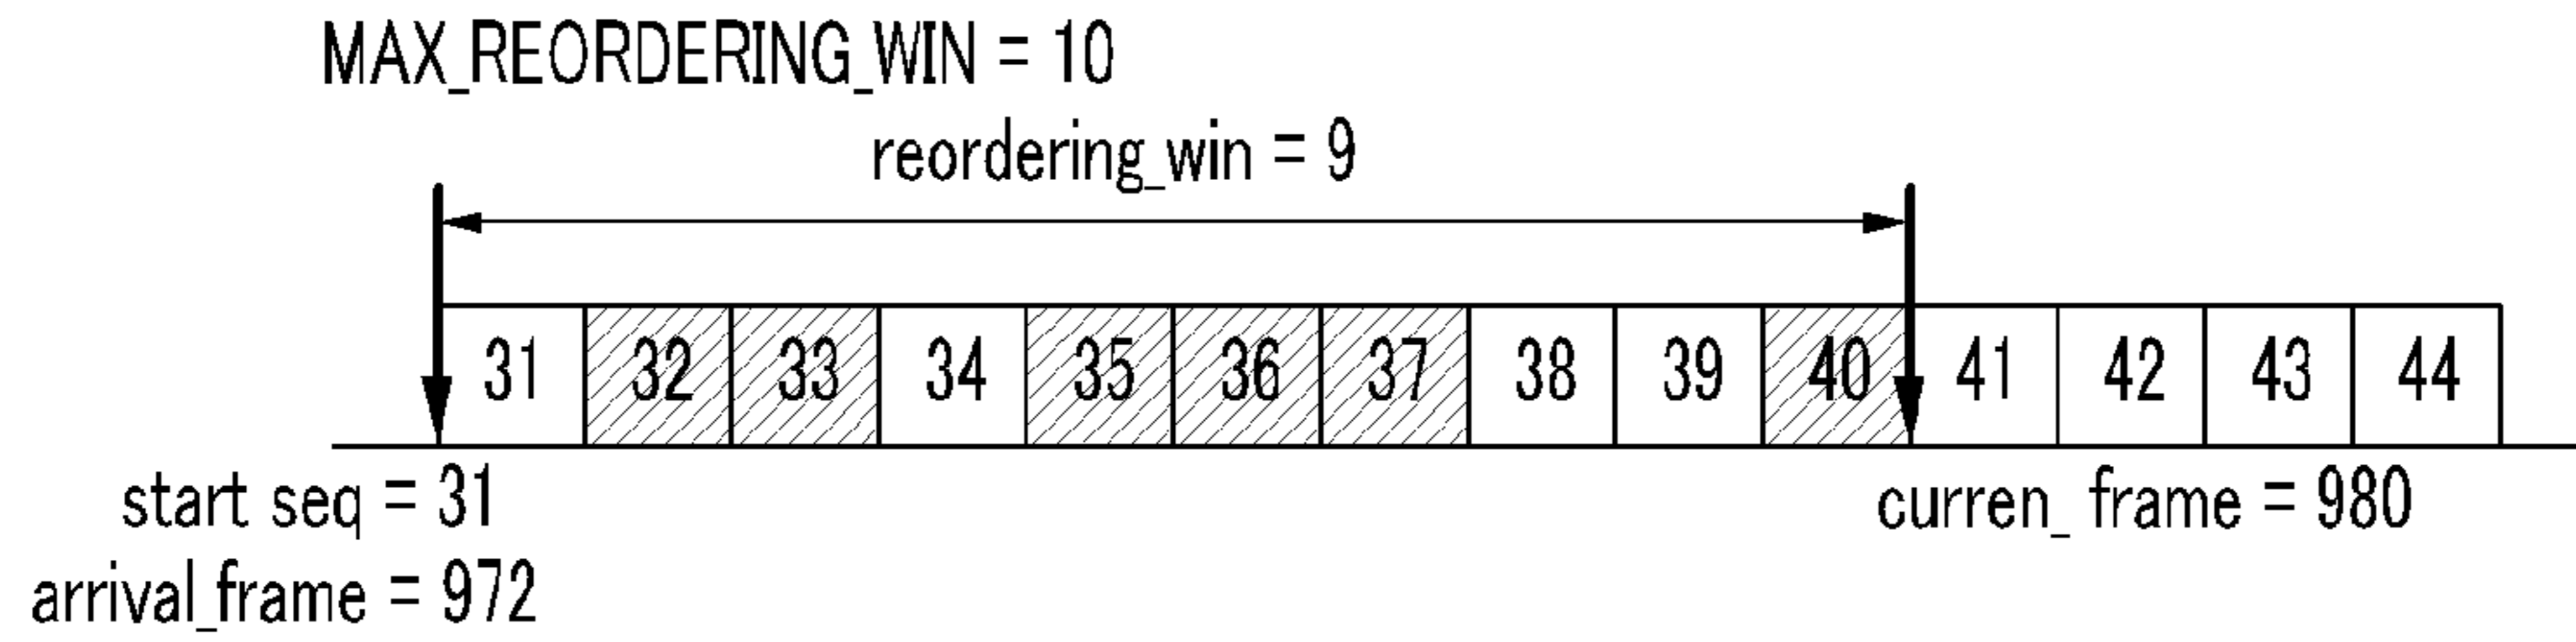 MAX_REORDERING_WIN = 10
reordering_win = 9
31 32 33 34 35 36 37 38 39 40 41 42 43 44
start seq = 31
curren_ frame = 980
arrival_frame = 972